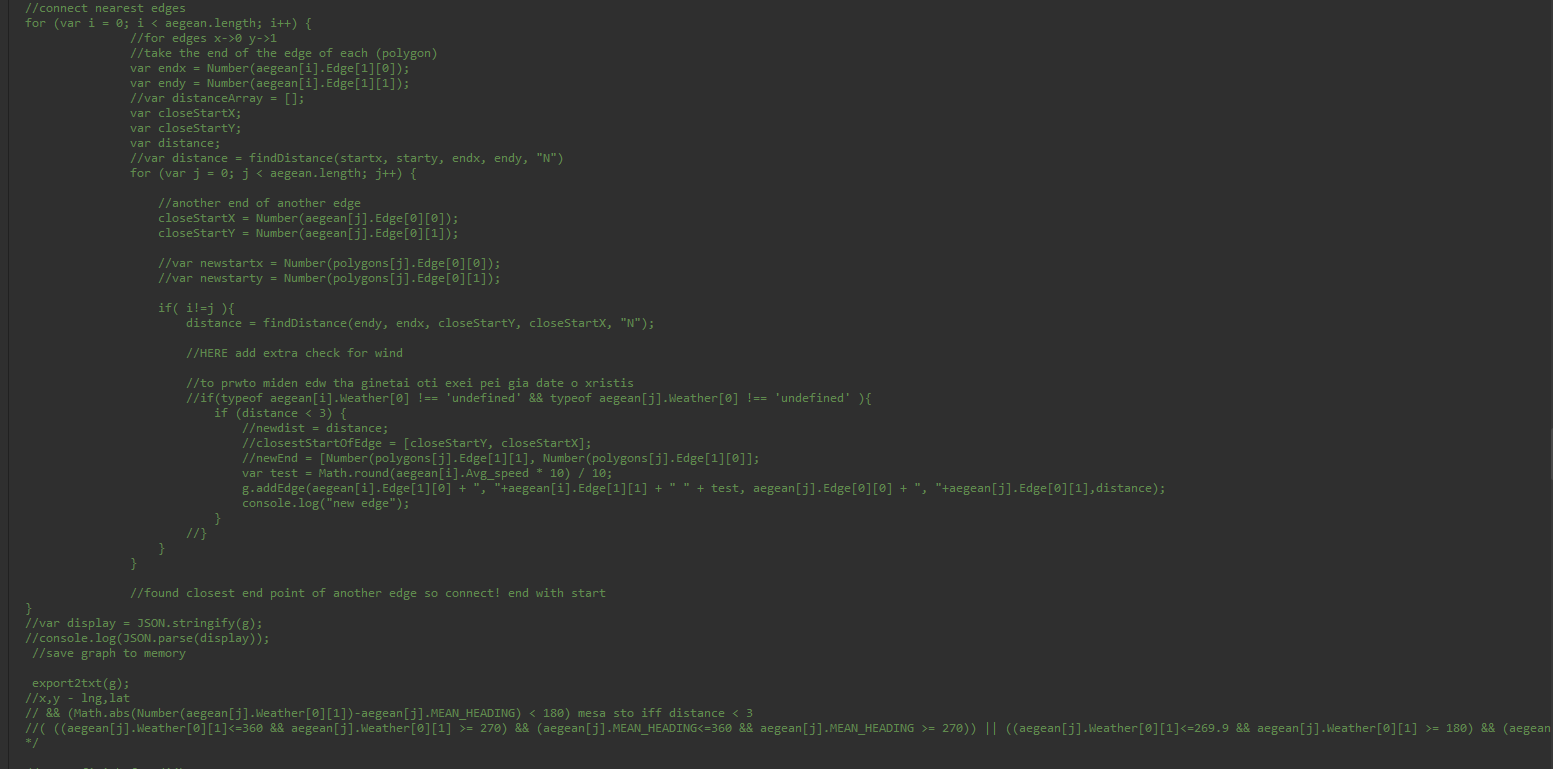 //connect nearest edges
for (var i = 0; i < aegean.length; i++) {
//for edges x->0 y->1
//take the end of the edge of each (polygon)
var endx = Number(aegean[i].Edge[1][0]);
var endy = Number(aegean[i].Edge[1][1]);
//var distanceArray = [];
var closeStartX;
var closeStartY;
var distance;
//var distance = findDistance(startx, starty, endx, endy, "N")
for (var j = 0; j < aegean.length; j++) {
//another end of another edge
closeStartX = Number(aegean[j].Edge[0][0]);
closeStartY = Number(aegean[j].Edge[0][1]);
//var newstartx = Number(polygons[j].Edge[0][0]);
//var newstarty = Number(polygons[j].Edge[0][1]);
if( i!=j ){
distance = findDistance(endy, endx, closeStartY, closeStartX, "N");
//HERE add extra check for wind
//to prwto miden edw tha ginetai oti exei pei gia date o xristis
//if(typeof aegean[i].Weather[0] !== 'undefined' && typeof aegean[j].Weather[0] !== 'undefined' ){
if (distance < 3) {
//newdist = distance;
//closestStartOfEdge = [closeStartY, closeStartX];
//newEnd = [Number(polygons[j].Edge[1][1], Number(polygons[j].Edge[1][0]];
var test = Math.round(aegean[i].Avg_speed * 10) / 10;
g.addEdge(aegean[i].Edge[1][0] + ", "+aegean[i].Edge[1][1] + " " + test, aegean[j].Edge[0][0] + ", "+aegean[j].Edge[0][1],distance);
console.log("new edge");
}
//}
}
}
//found closest end point of another edge so connect! end with start
}
//var display = JSON.stringify(g);
//console.log(JSON.parse(display));
//save graph to memory
export2txt(g);
//x,y - lng,lat
// && (Math.abs(Number(aegean[j].Weather[0][1])-aegean[j].MEAN_HEADING) < 180) mesa sto iff distance < 3
//( ((aegean[j].Weather[0][1]<=360 && aegean[j].Weather[0][1] >= 270) && (aegean[j].MEAN_HEADING<=360 && aegean[j].MEAN_HEADING >= 270)) || ((aegean[j].Weather[0][1]<=269.9 && aegean[j].Weather[0][1] >= 180) && (aegean
*/